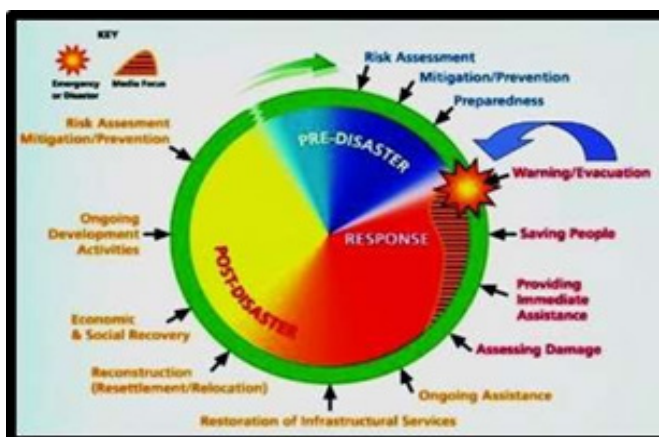 KEY
Emergency
or Disaster
Media Focus
Risk Assessment
Mitigation/Prevention
Preparedness
Warning/Evacuation
Saving People
Providing
Immediate
Assistance
Assessing Damage
Ongoing Assistance
Restoration of Infrastructural Services
Reconstruction
(Resettlement/Relocation)
Economic
& Social Recovery
Ongoing
Development
Activities
Risk Assesment
Mitigation/Prevention
PRE-DISASTER
RESPONSE
POST-DISASTER